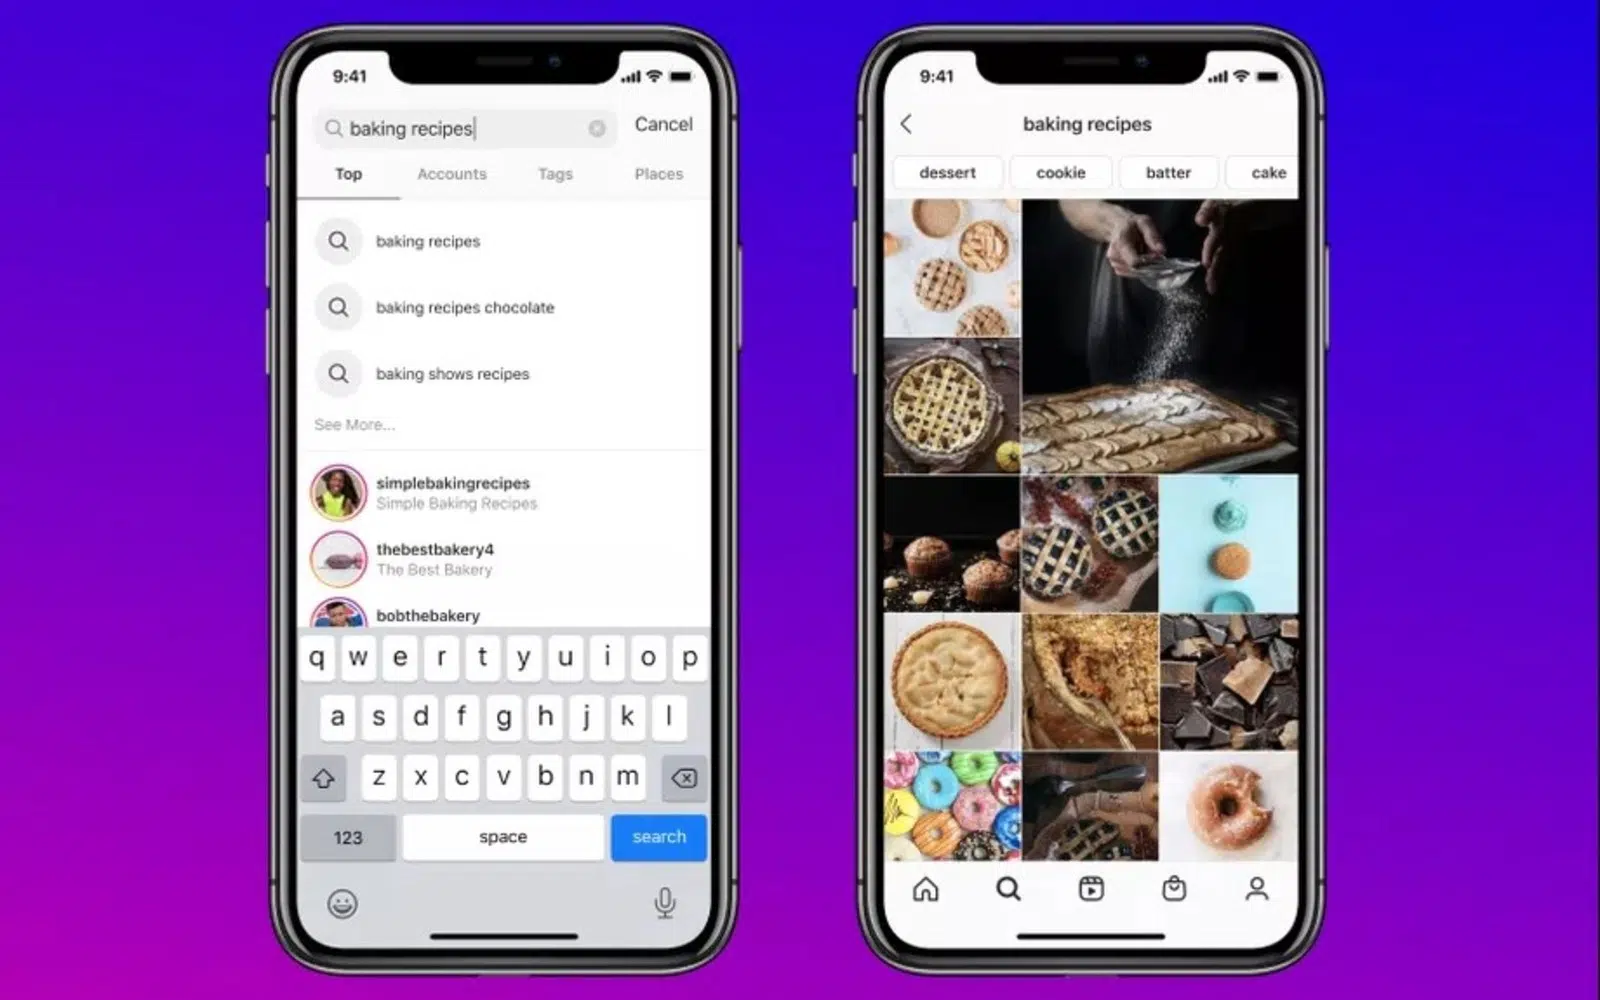 9:41
baking recipes
Cancel
Top Accounts Tags Places
baking recipes
baking recipes chocolate
baking shows recipes
See More...
simplebakingrecipes
Simple Baking Recipes
thebestbakery4
The Best Bakery
bobthebakery
q w e r t y u i o p
a s d f g h j k l
z x c v b n m
123 space search
9:41
baking recipes
dessert cookie batter cake